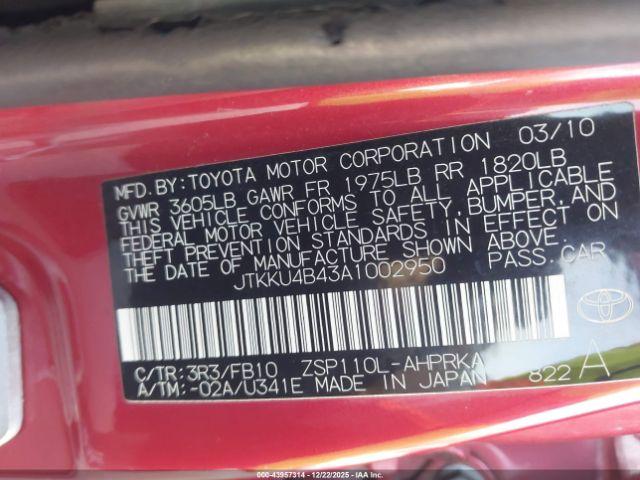 MFD. BY: TOYOTA MOTOR CORPORATION 03/10
GVWR 3605LB GAWR FR 1975LB RR 1820LB
THIS VEHICLE CONFORMS TO ALL APPLICABLE
FEDERAL MOTOR VEHICLE SAFETY, BUMPER, AND
THEFT PREVENTION STANDARDS IN EFFECT ON
THE DATE OF MANUFACTURE SHOWN ABOVE.
JTKKU4B43A1002950 PASS. CAR
C/TR: 3R3/FB10 ZSP110L-AHPRKA
A/TM: -02A/U341E MADE IN JAPAN 822 A
000-43957314 | 12/22/2025 | IAA Inc.